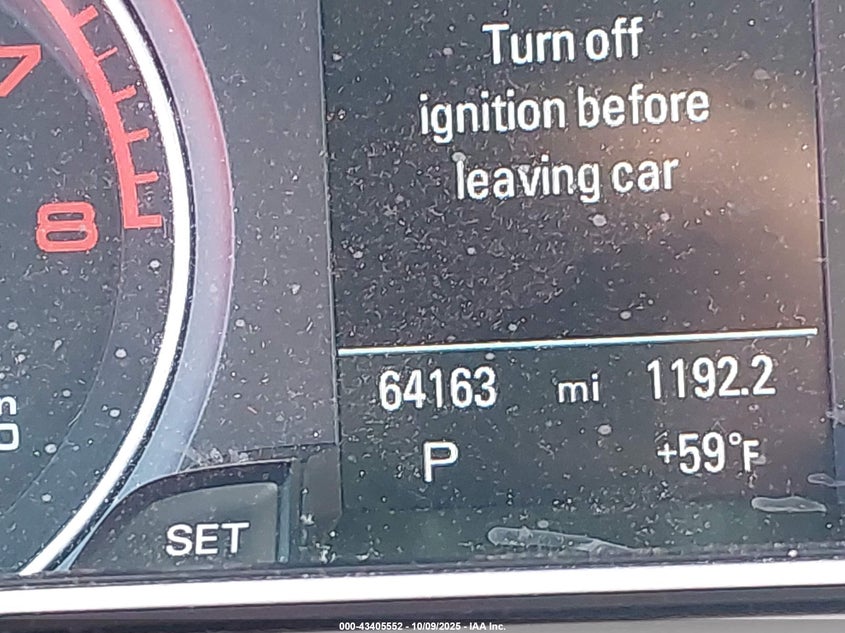 Turn off
ignition before
leaving car
7
8
64163 mi 1192.2
P +59°F
SET
000-43405552 - 10/09/2025 - IAA Inc.